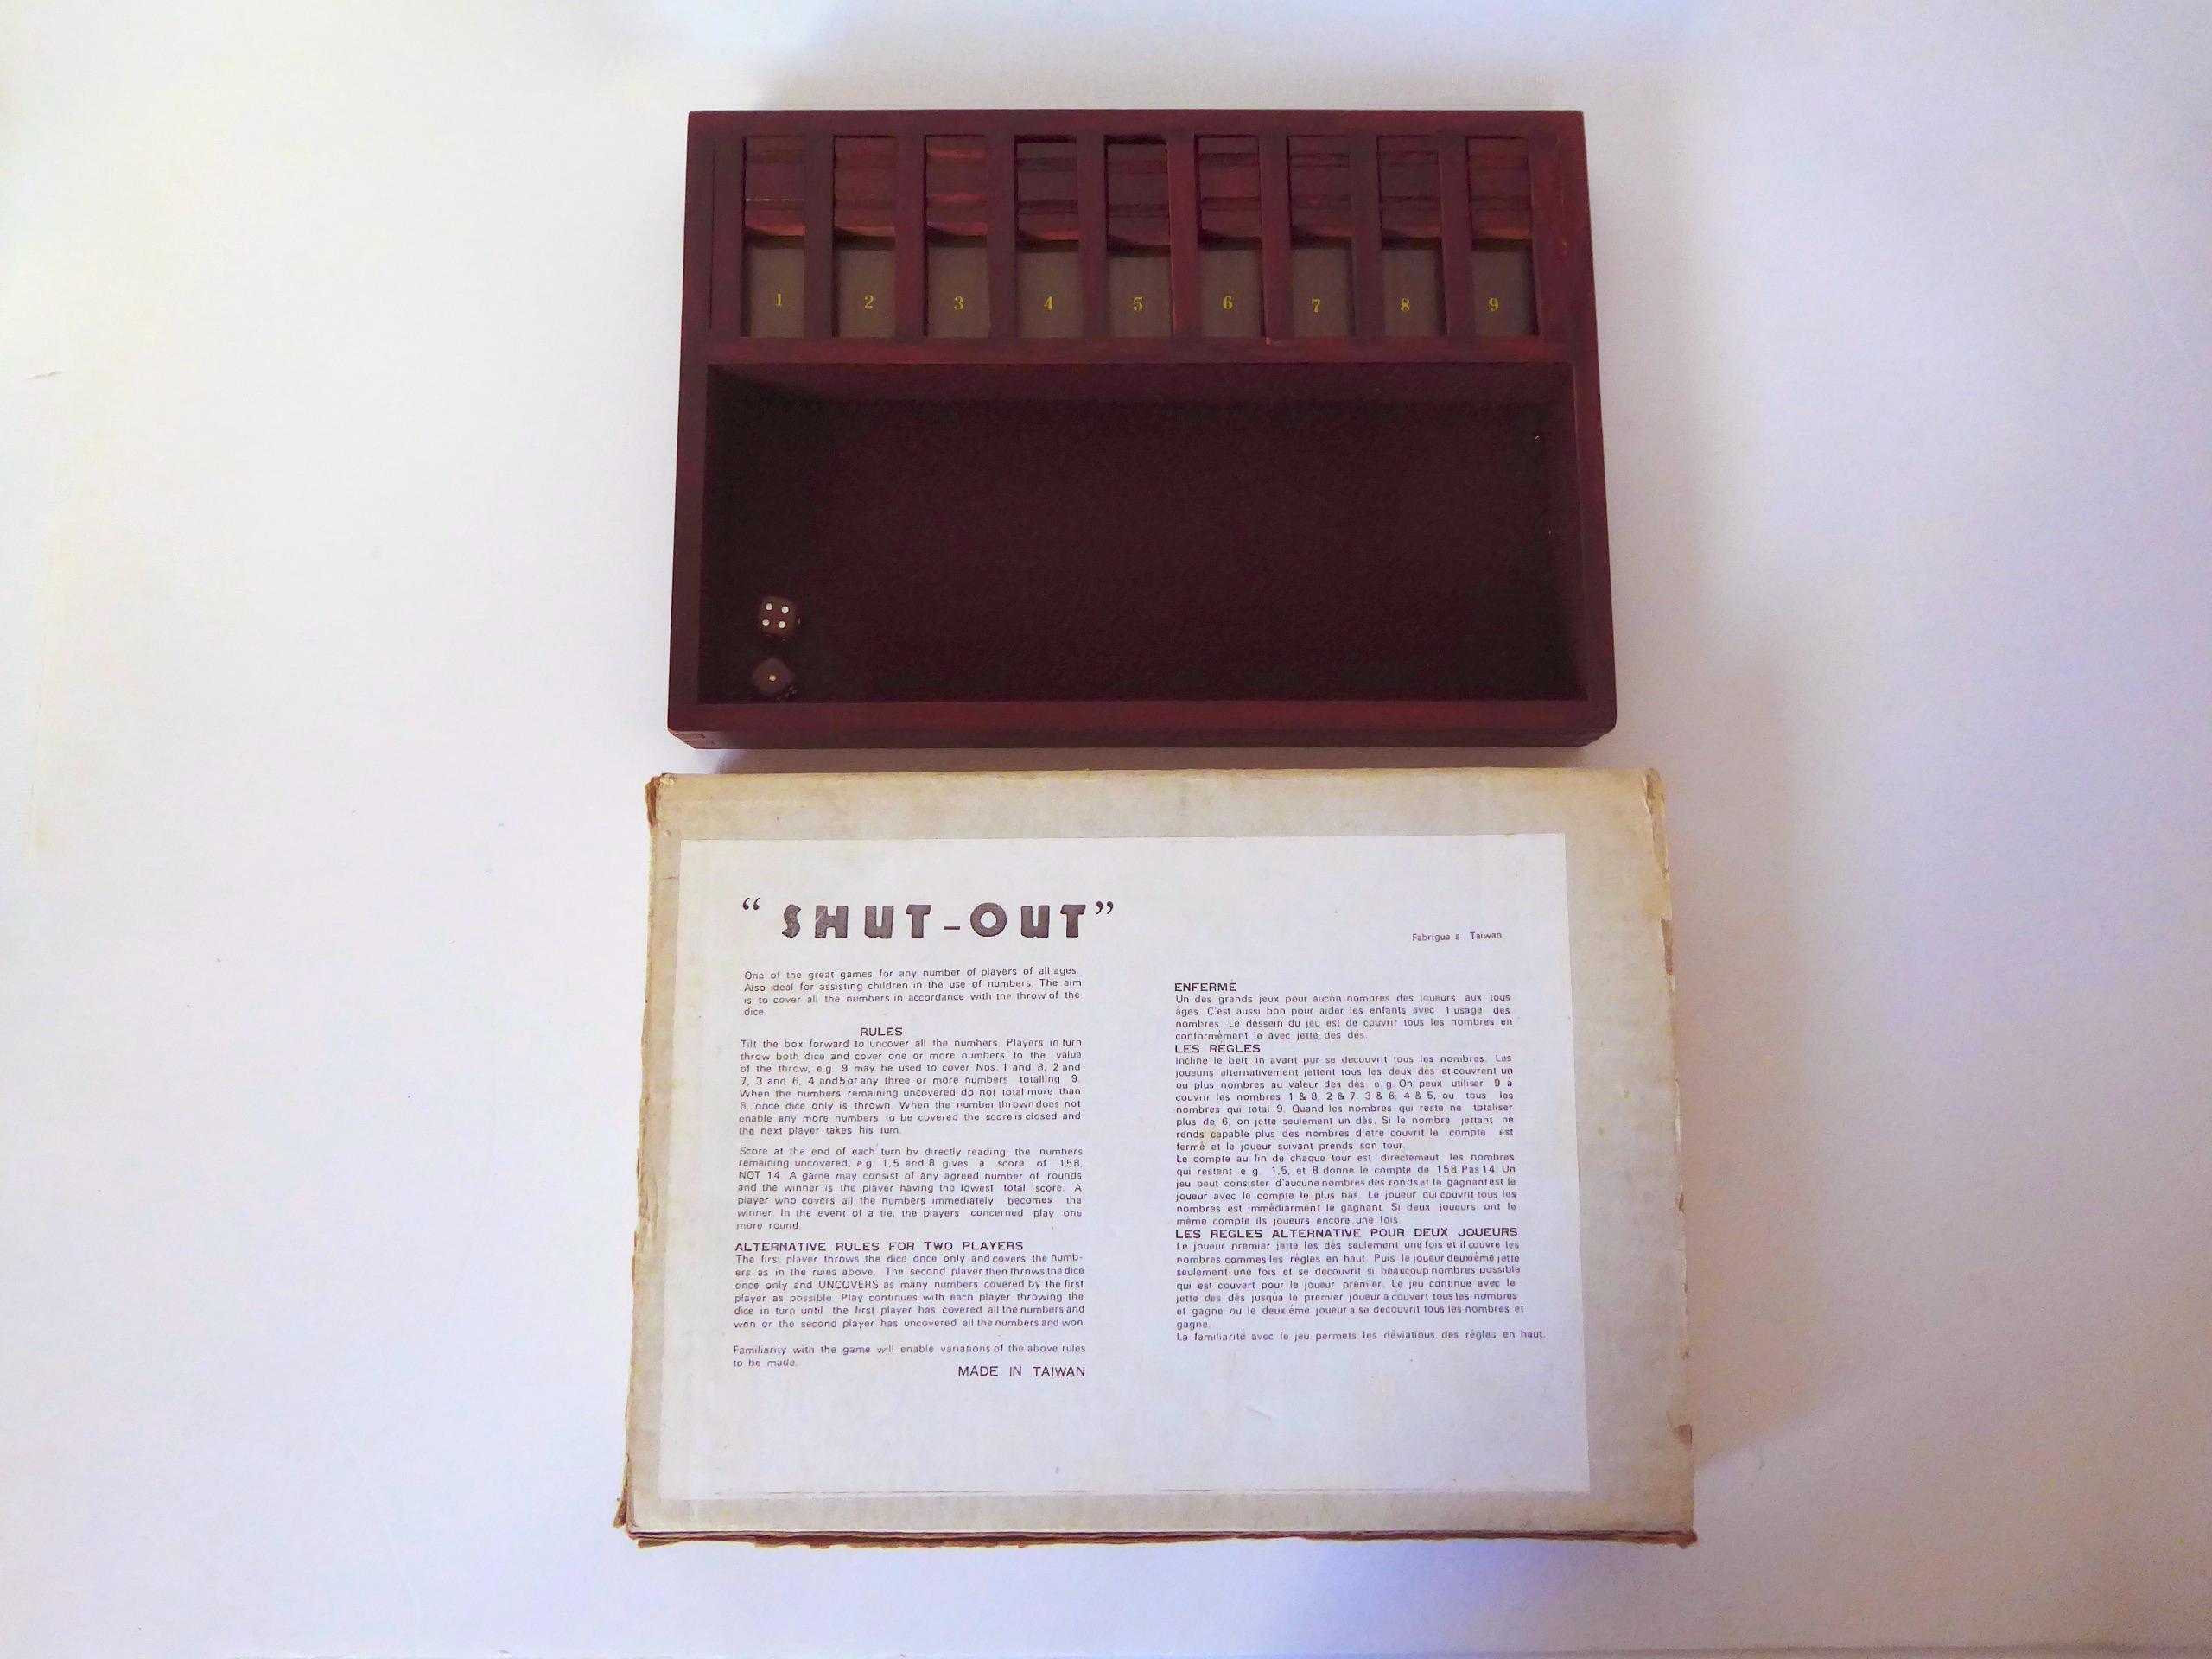 1 2 3 4 5 6 7 8 9
“SHUT-OUT”
One of the great games for any number of players of all ages.
Also ideal for assisting children in the use of numbers. The aim
is to cover all the numbers in accordance with the throw of the
dice.
RULES
Tilt the box forward to uncover all the numbers. Players in turn
throw both dice and cover one or more numbers to the value
of the throw, e.g. 9 may be used to cover Nos. 1 and 8, 2 and
7, 3 and 6, 4 and 5 or any three or more numbers totalling 9.
When the numbers remaining uncovered do not total more than
6, once dice only is thrown. When the number thrown does not
enable any more numbers to be covered the score is closed and
the next player takes his turn.
Score at the end of each turn by directly reading the numbers
remaining uncovered, e.g. 1,5 and 8 gives a score of 158,
NOT 14. A game may consist of any agreed number of rounds
and the winner is the player having the lowest total score. A
player who covers all the numbers immediately becomes the
winner. In the event of a tie, the players concerned play one
more round.
ALTERNATIVE RULES FOR TWO PLAYERS
The first player throws the dice once only and covers the numb-
ers as in the rules above. The second player then throws the dice
once only and UNCOVERS as many numbers covered by the first
player as possible. Play continues with each player throwing the
dice in turn until the first player has covered all the numbers and
won or the second player has uncovered all the numbers and won.
Familiarity with the game will enable variations of the above rules
to be made.
MADE IN TAIWAN
Fabrique a Taiwan
ENFERMÉ
Un des grands jeux pour aucùn nombres des joueurs aux tous
âges. C'est aussi bon pour aider les enfants avec l'usage des
nombres. Le dessein du jeu est de couvrir tous les nombres en
conformèment le avec jette des dés.
LES RÈGLES
Incline le beit in avant pur se decouvrit tous les nombres. Les
joueuns alternativement jettent tous les deux dés et couvrent un
ou plus nombres au valeur des dés e.g. On peux utiliser 9 à
couvrir les nombres 1 & 8, 2 & 7, 3 & 6, 4 & 5, ou tous les
nombres qui total 9. Quand les nombres qui reste ne totaliser
plus de 6, on jette seulement un dés. Si le nombre jettant ne
rends capable plus des nombres d'etre couvrit le compte est
fermé et le joueur suivant prends son tour.
Le compte au fin de chaque tour est directemeut les nombres
qui restent e g. 1,5, et 8 donne le compte de 158 Pas 14. Un
jeu peut consister d'aucune nombres des ronds et le gagnant est le
joueur avec le compte le plus bas. Le joueur qui couvrit tous les
nombres est immèdiarment le gagnant. Si deux joueurs ont le
même compte ils joueurs encore une fois.
LES REGLES ALTERNATIVE POUR DEUX JOUEURS
Le joueur premier jette les dés seulement une fois et il couvre les
nombres commes les règles en haut. Puis le joueur deuxième jette
seulement une fois et se decouvrit si beaucoup nombres possible
qui est couvert pour le joueur premier. Le jeu continue avec le
jette des dés jusqùa le premier joueur a couvert tous les nombres
et gagne ou le deuxième joueur a se decouvrit tous les nombres et
gagne.
La familiarité avec le jeu permets les déviatious des règles en haut.